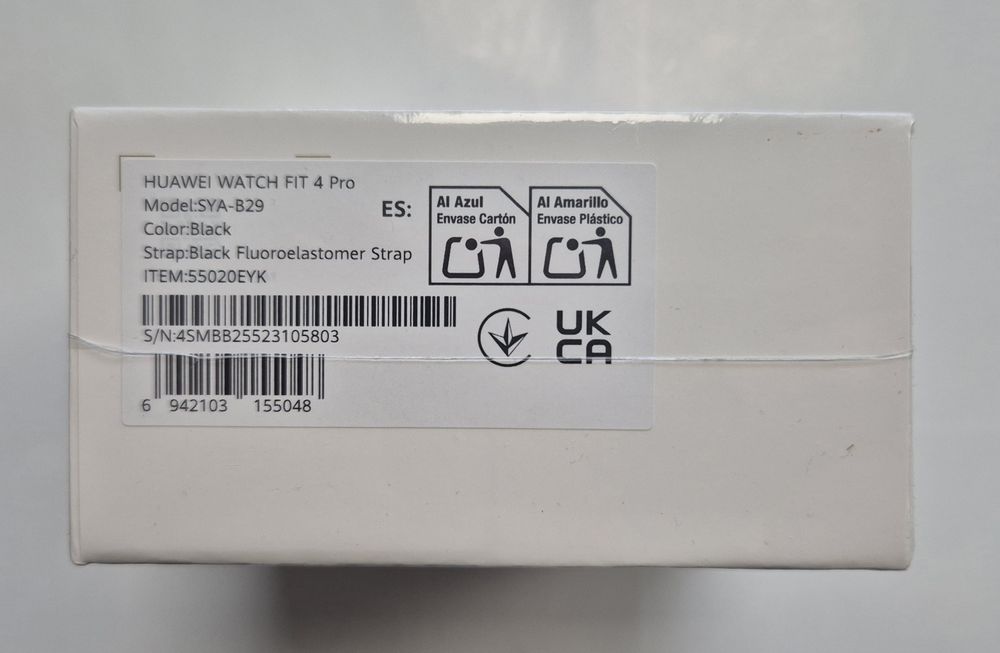 HUAWEI WATCH FIT 4 Pro
Model:SYA-B29
Color:Black
Strap:Black Fluoroelastomer Strap
ITEM:55020EYK
S/N:4SMBB25523105803
6 942103 155048
ES:
Al Azul
Envase Cartón
Al Amarillo
Envase Plástico
UK
CA